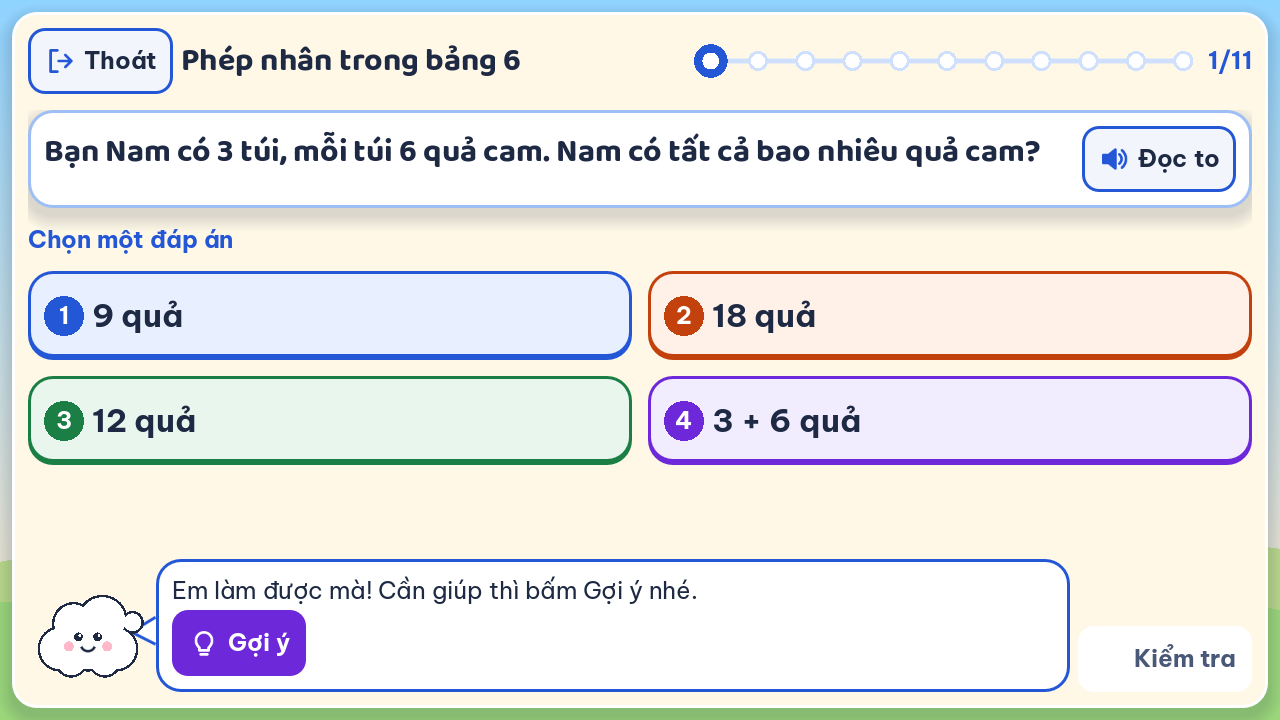 Thoát
Phép nhân trong bảng 6
1/11
Bạn Nam có 3 túi, mỗi túi 6 quả cam. Nam có tất cả bao nhiêu quả cam?
Đọc to
Chọn một đáp án
1 9 quả
2 18 quả
3 12 quả
4 3 + 6 quả
Em làm được mà! Cần giúp thì bấm Gợi ý nhé.
Gợi ý
Kiểm tra